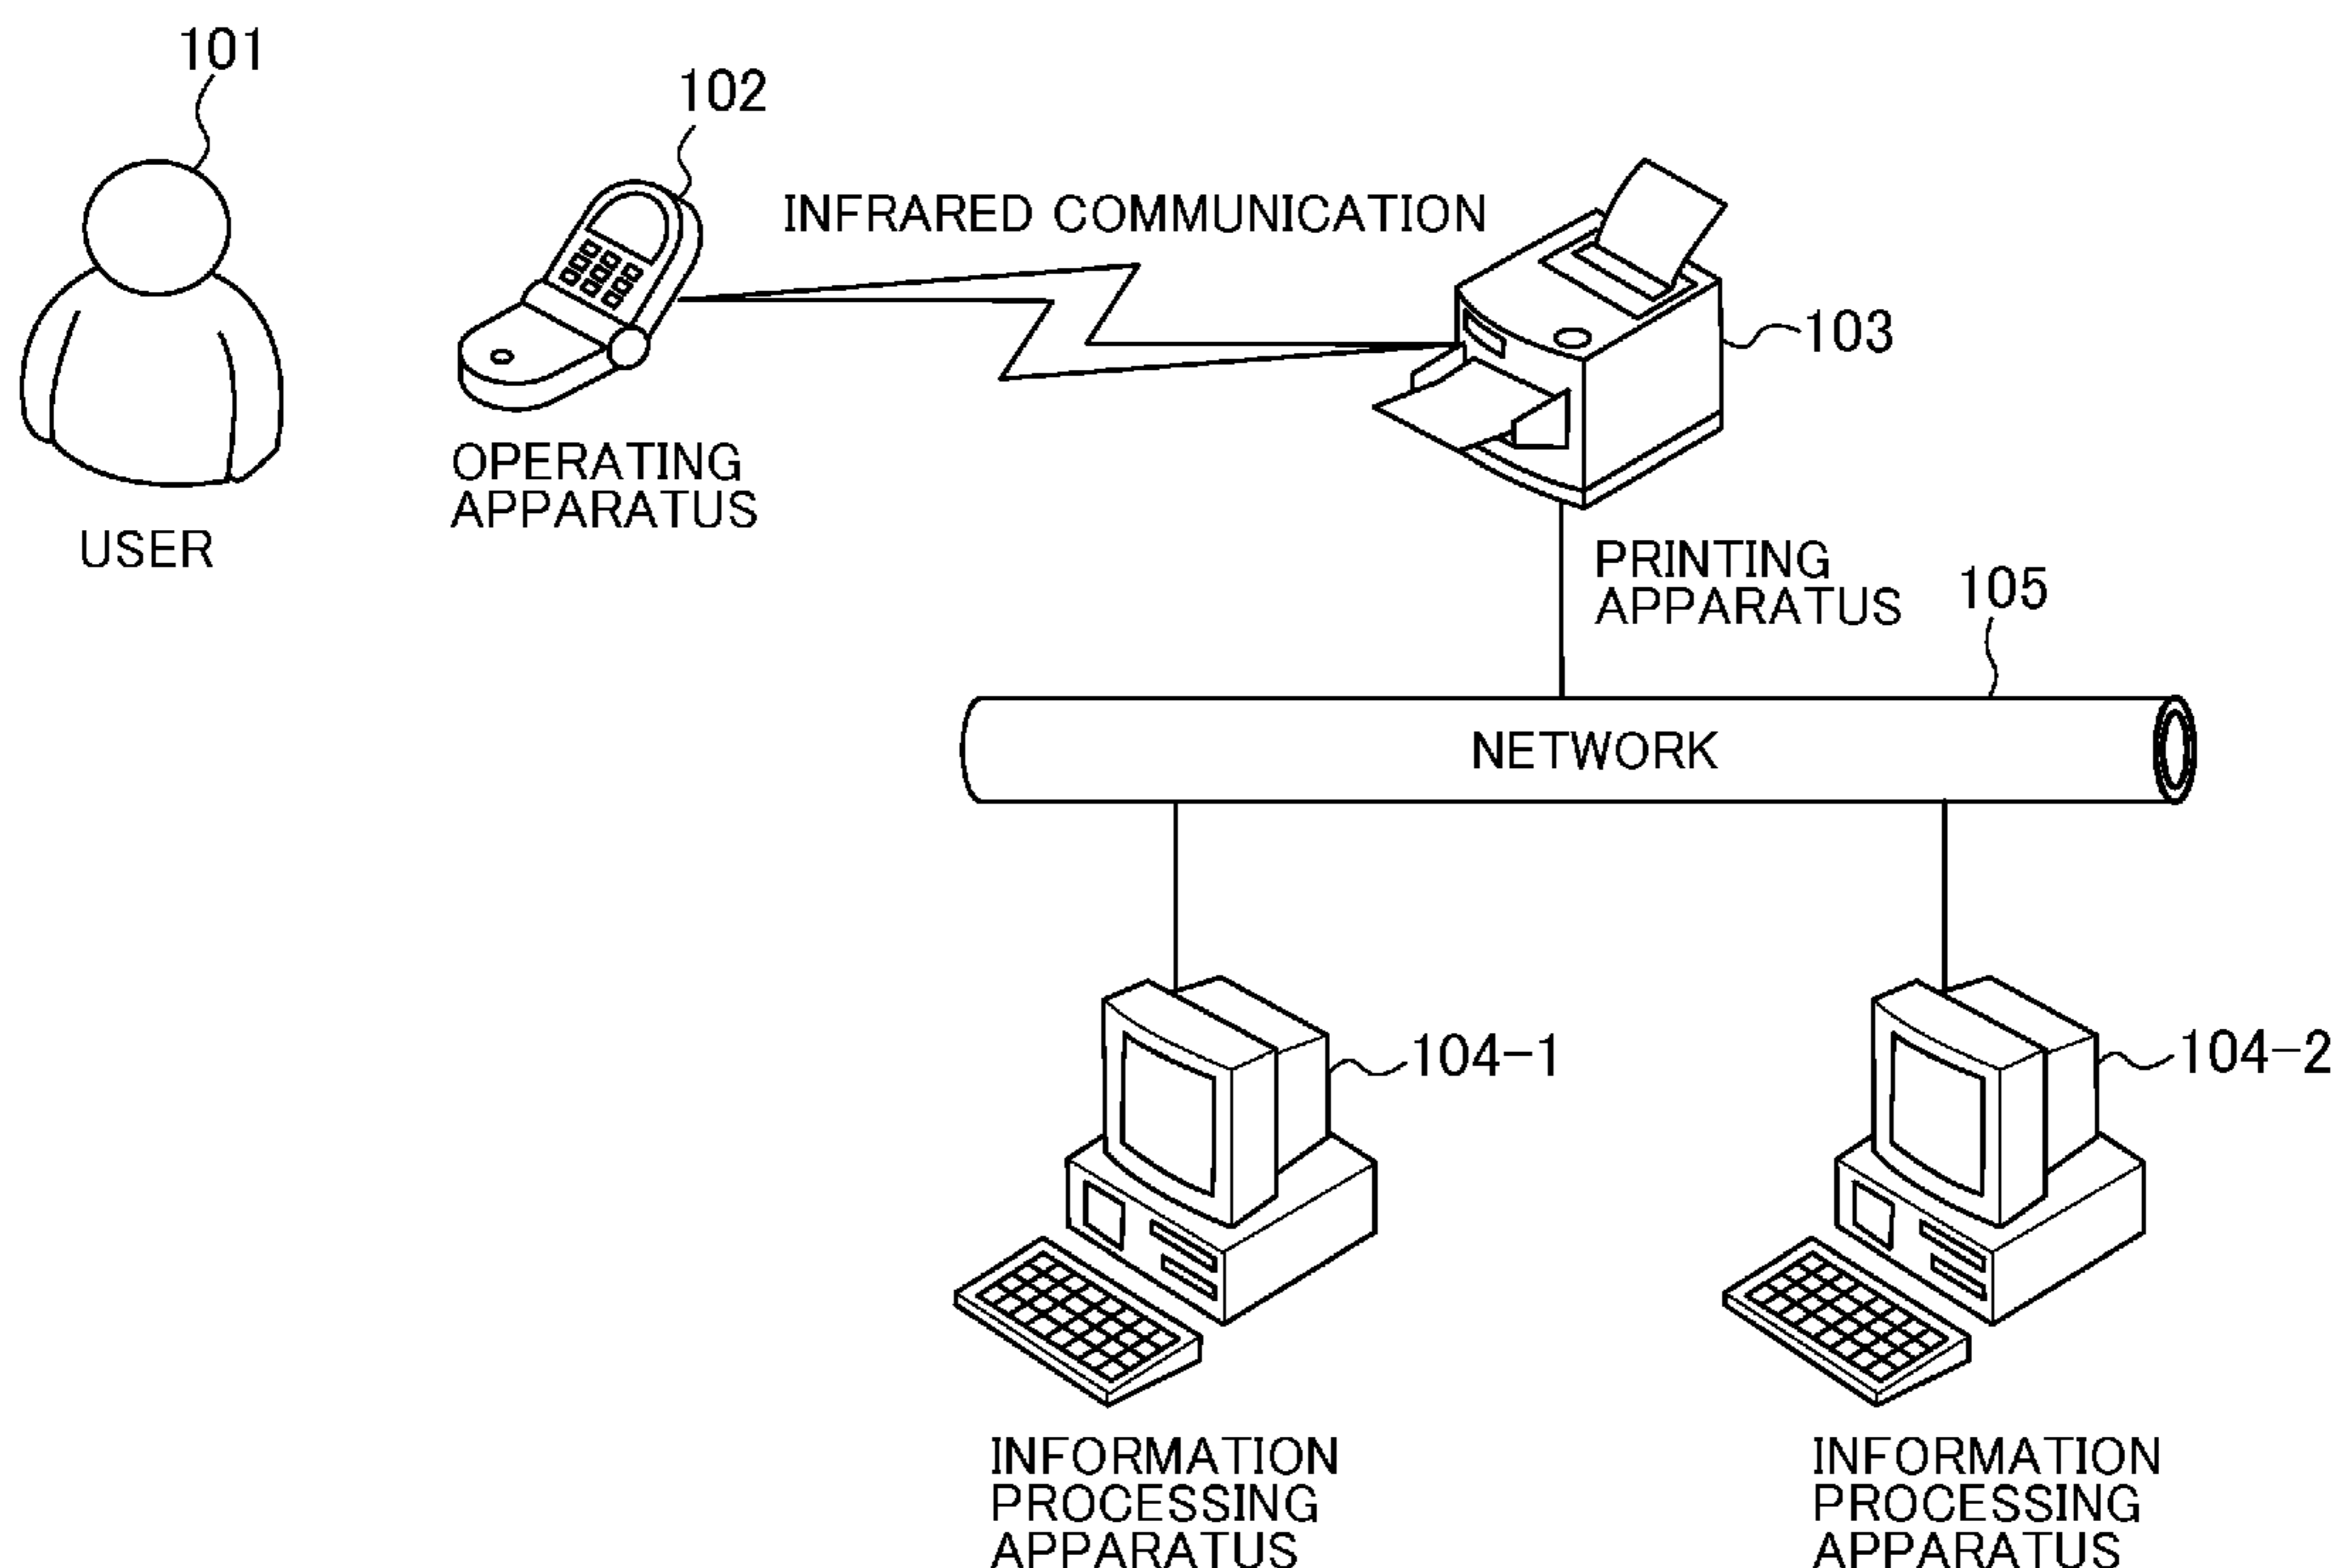 101
102
INFRARED COMMUNICATION
103
OPERATING
APPARATUS
USER
PRINTING
APPARATUS
105
NETWORK
104-1
104-2
INFORMATION
PROCESSING
APPARATUS
INFORMATION
PROCESSING
APPARATUS